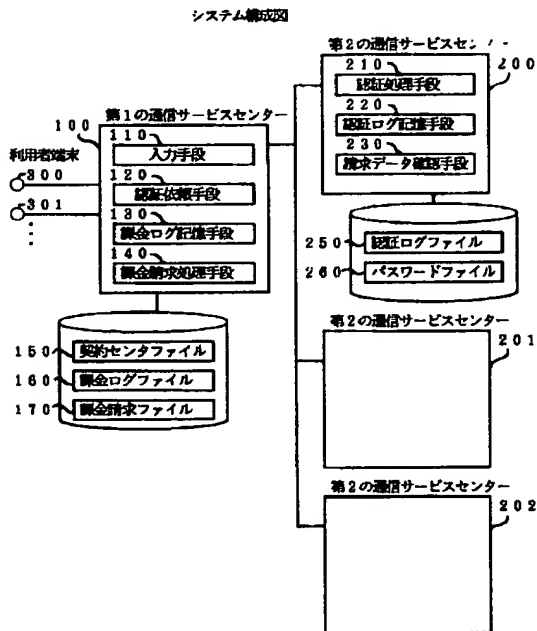 システム構成図
第2の通信サービスセンター
210
200
認証処理手段
220
認証ログ記憶手段
230
請求データ確認手段
250
認証ログファイル
260
パスワードファイル
第1の通信サービスセンター
100
110
入力手段
利用者端末
300
120
認証依頼手段
301
130
課金ログ記憶手段
140
課金請求処理手段
150
契約センタファイル
160
課金ログファイル
170
課金請求ファイル
第2の通信サービスセンター
201
第2の通信サービスセンター
202